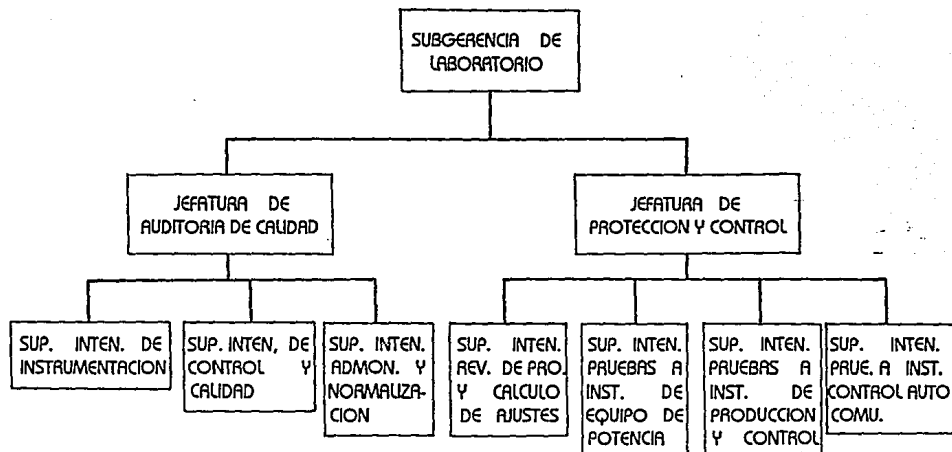 SUBGERENCIA DE
LABORATORIO
JEFATURA DE
AUDITORIA DE CALIDAD
JEFATURA DE
PROTECCION Y CONTROL
SUP. INTEN. DE
INSTRUMENTACION
SUP. INTEN, DE
CONTROL Y
CALIDAD
SUP. INTEN.
ADMON. Y
NORMALIZA-
CION
SUP. INTEN.
REV. DE PRO.
Y CALCULO
DE AJUSTES
SUP. INTEN.
PRUEBAS A
INST. DE
EQUIPO DE
POTENCIA
SUP. INTEN.
PRUEBAS A
INST. DE
PRODUCCION
Y CONTROL
SUP. INTEN.
PRUE. A INST.
CONTROL AUTO
COMU.